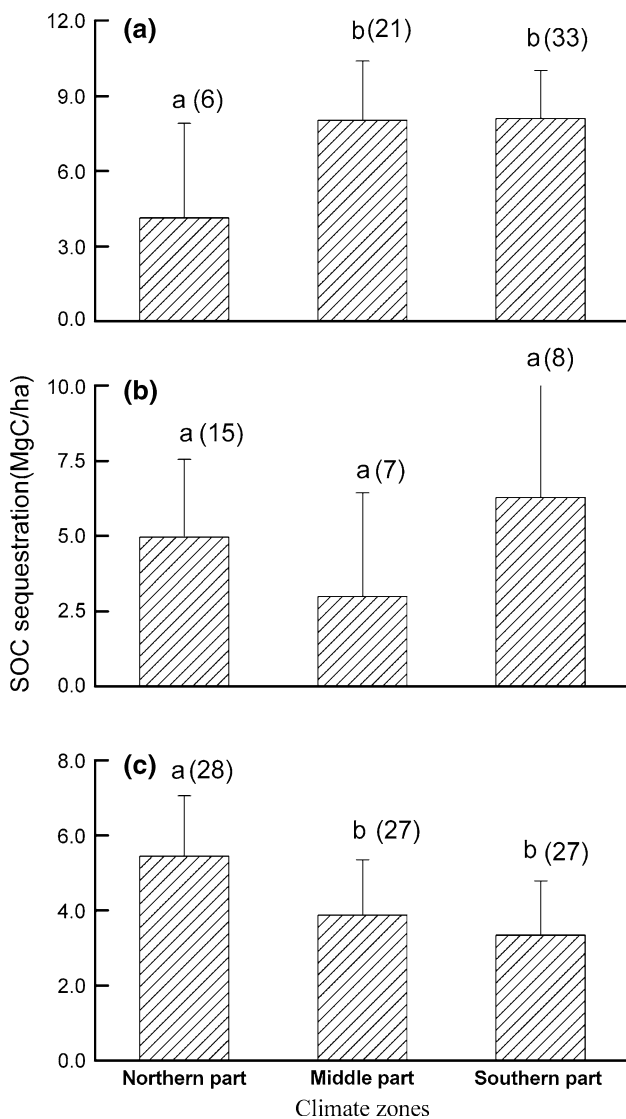 SOC sequestration(MgC/ha)
(a)
12.0
9.0
6.0
3.0
0.0
a (6)
b(21)
b(33)
(b)
10.0
7.5
5.0
2.5
0.0
a (15)
a(7)
a(8)
(c)
8.0
6.0
4.0
2.0
0.0
a(28)
b (27)
b (27)
Northern part Middle part Southern part
Climate zones